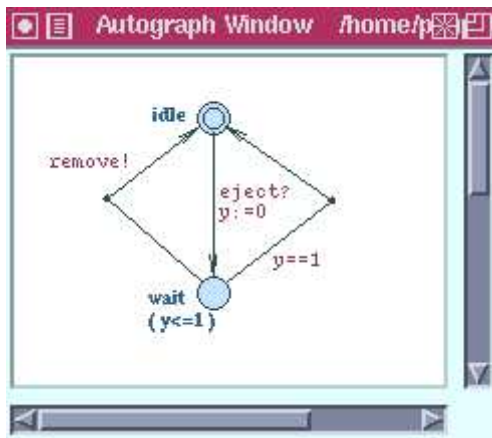 Autograph Window /home/p
idle
remove!
eject?
y:=0
y==1
wait
(y<=1)